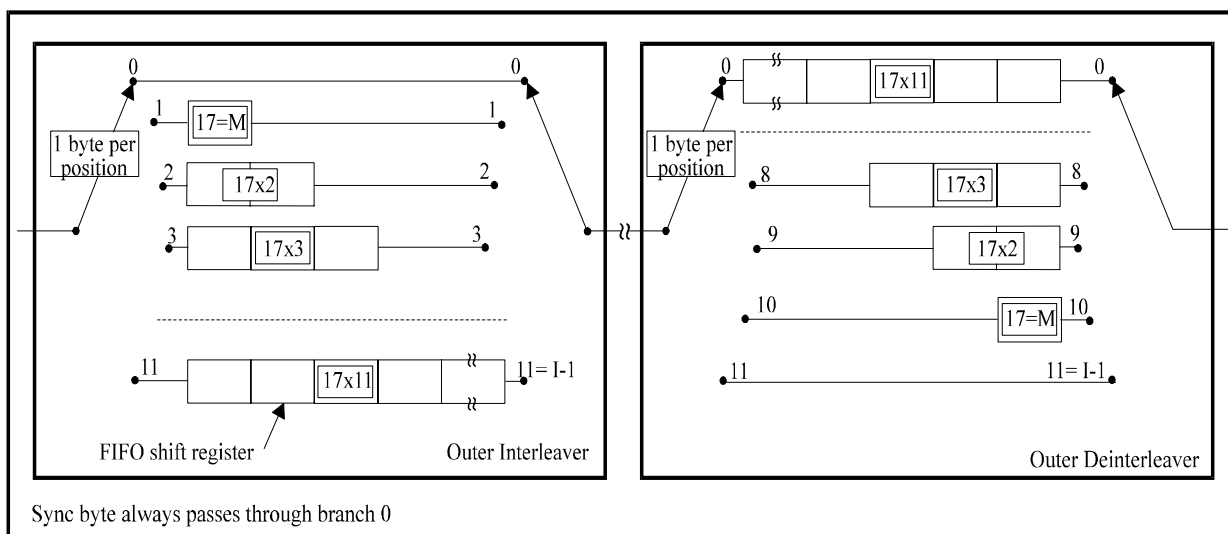 0 0
1 17=M 1
1 byte per
position
2 17x2 2
3 17x3 3
11 17x11 11= I-1
FIFO shift register
Outer Interleaver
0 17x11 0
1 byte per
position
8 17x3 8
9 17x2 9
10 17=M 10
11 11= I-1
Outer Deinterleaver
Sync byte always passes through branch 0